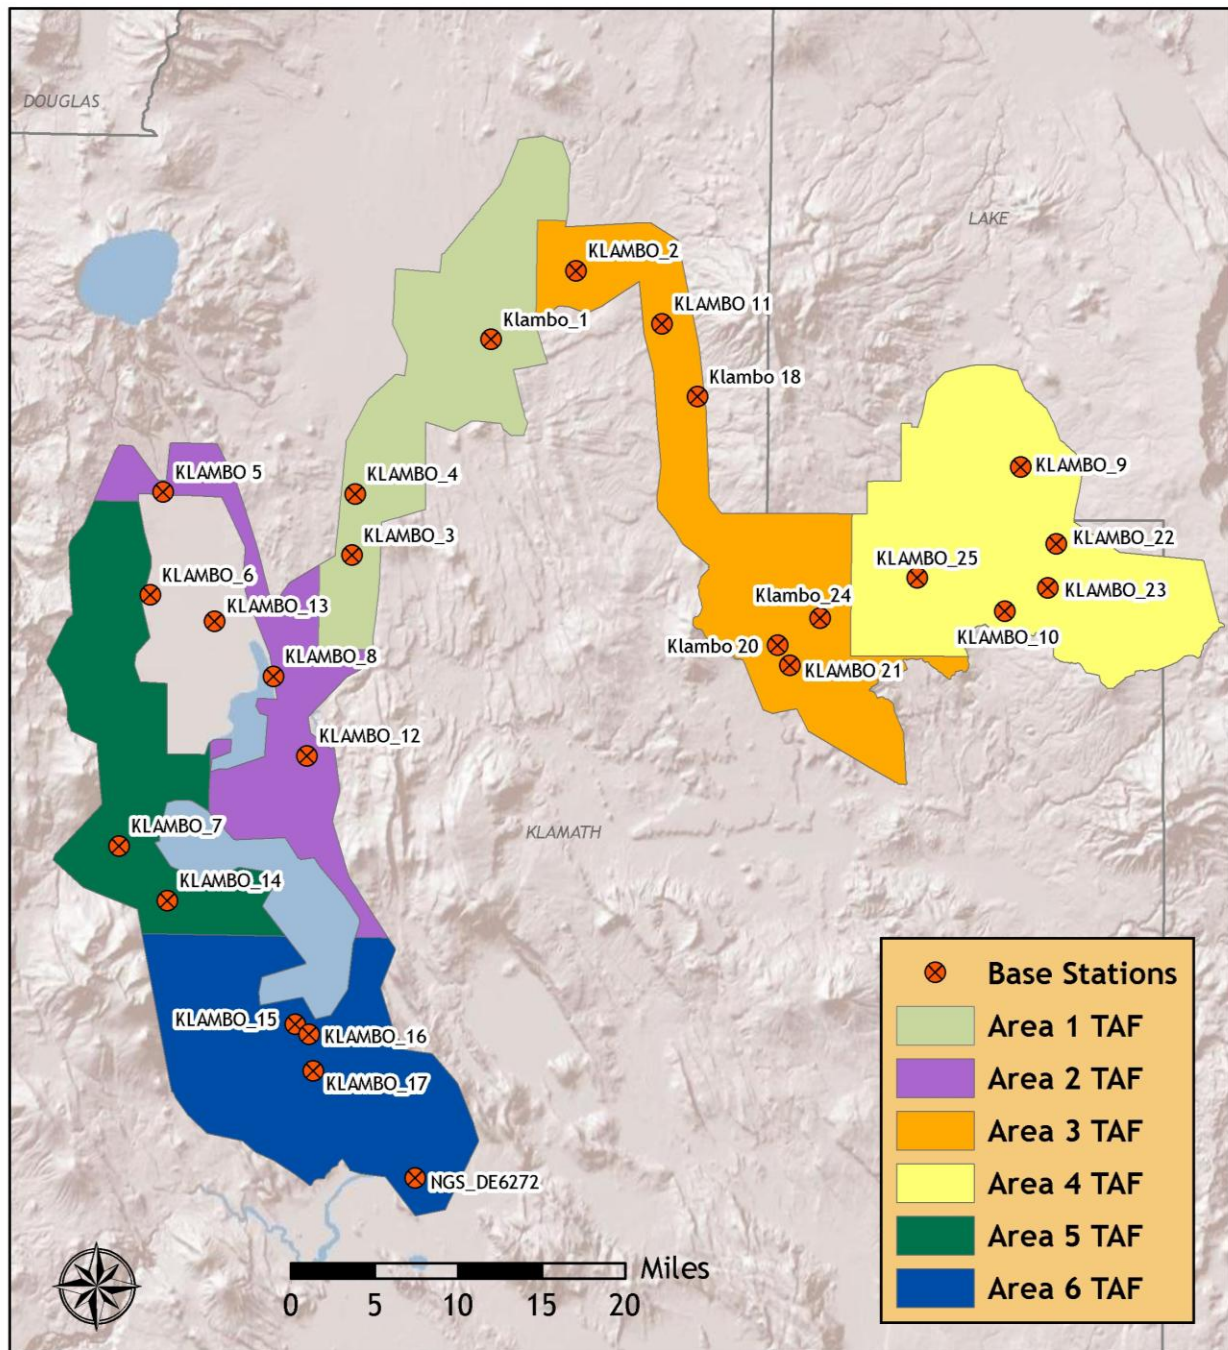 DOUGLAS
LAKE
KLAMBO_2
Klambo_1
KLAMBO 11
Klambo 18
KLAMBO 5
KLAMBO_4
KLAMBO_9
KLAMBO_3
KLAMBO_22
KLAMBO_6
KLAMBO_25
KLAMBO_23
KLAMBO_13
Klambo_24
KLAMBO_10
Klambo 20
KLAMBO_8
KLAMBO 21
KLAMBO_12
KLAMATH
KLAMBO_7
KLAMBO_14
KLAMBO_15
KLAMBO_16
KLAMBO_17
NGS_DE6272
Base Stations
Area 1 TAF
Area 2 TAF
Area 3 TAF
Area 4 TAF
Area 5 TAF
Area 6 TAF
Miles
0 5 10 15 20